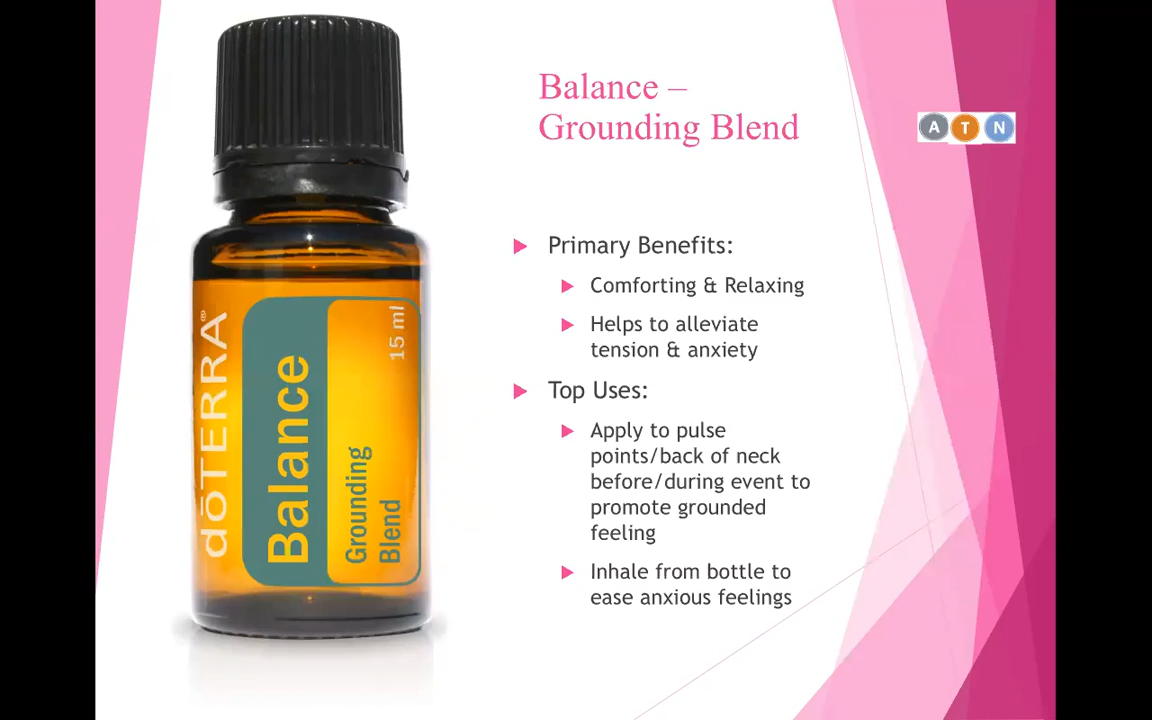 Balance –
Grounding Blend
A T N
Primary Benefits:
Comforting & Relaxing
Helps to alleviate
tension & anxiety
Top Uses:
Apply to pulse
points/back of neck
before/during event to
promote grounded
feeling
Inhale from bottle to
ease anxious feelings
dōTERRA®
Balance
Grounding
Blend
15 ml